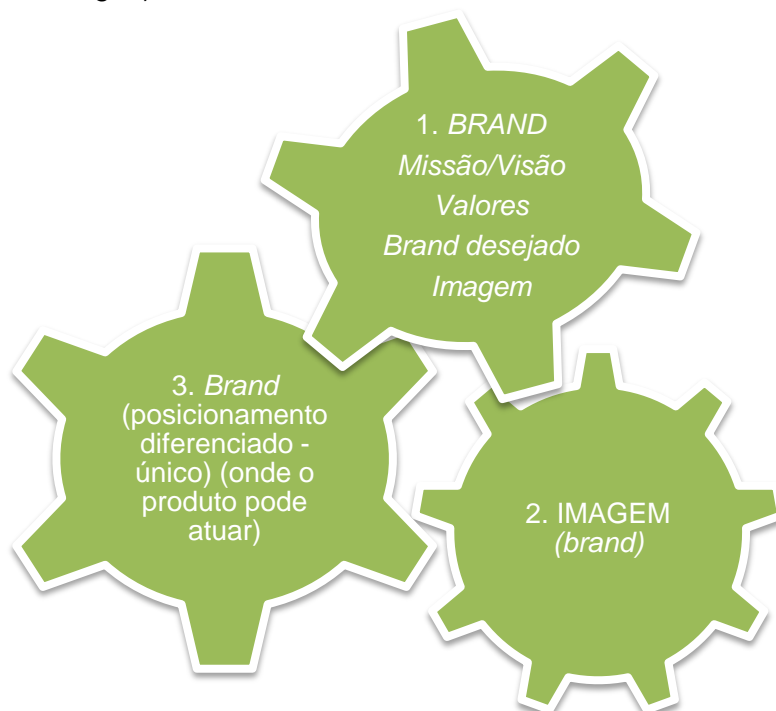 1. BRAND
Missão/Visão
Valores
Brand desejado
Imagem
3. Brand
(posicionamento
diferenciado -
único) (onde o
produto pode
atuar)
2. IMAGEM
(brand)